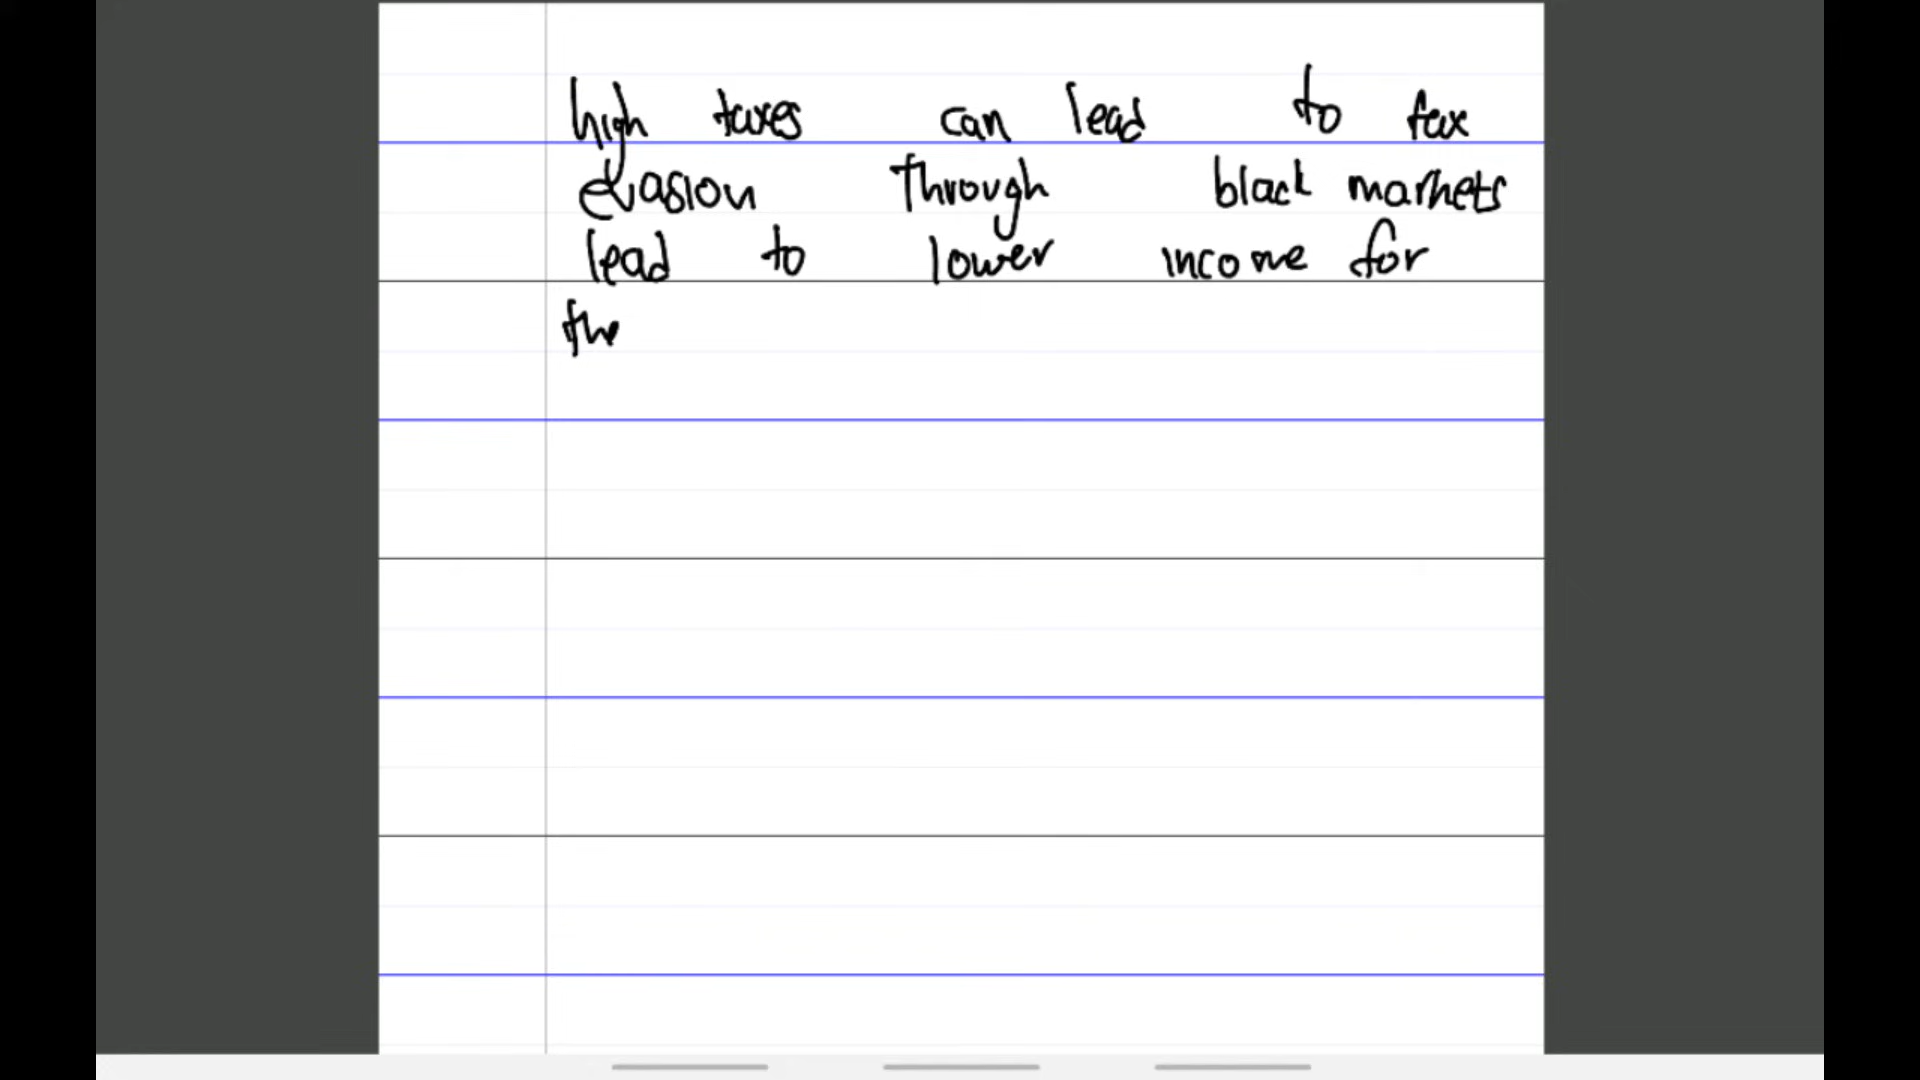 high taxes can lead to tax
evasion through black markets
lead to lower income for
the